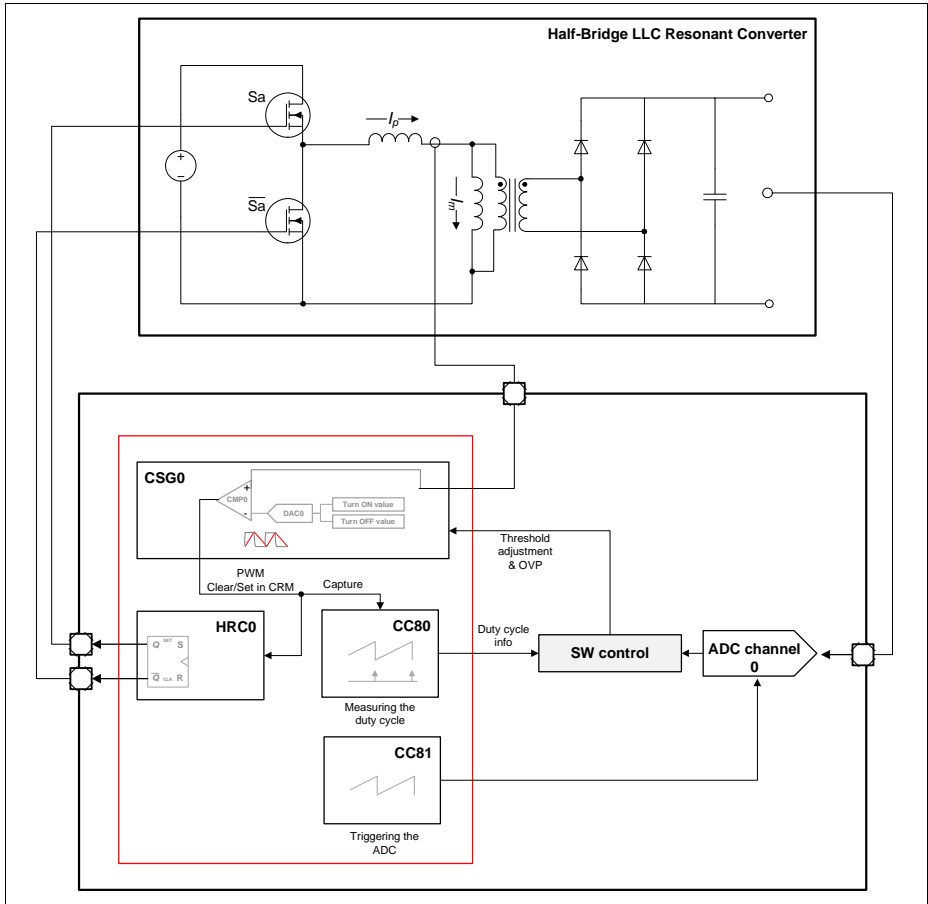 Half-Bridge LLC Resonant Converter
Sa
Ip
+
−
Sa
Im
CSG0
+
CMP0
-
DAC0
Turn ON value
Turn OFF value
Threshold
adjustment
& OVP
PWM
Clear/Set in CRM
Capture
HRC0
Q SET S
Q CLR R
CC80
Duty cycle
info
SW control
ADC channel
0
Measuring the
duty cycle
CC81
Triggering the
ADC